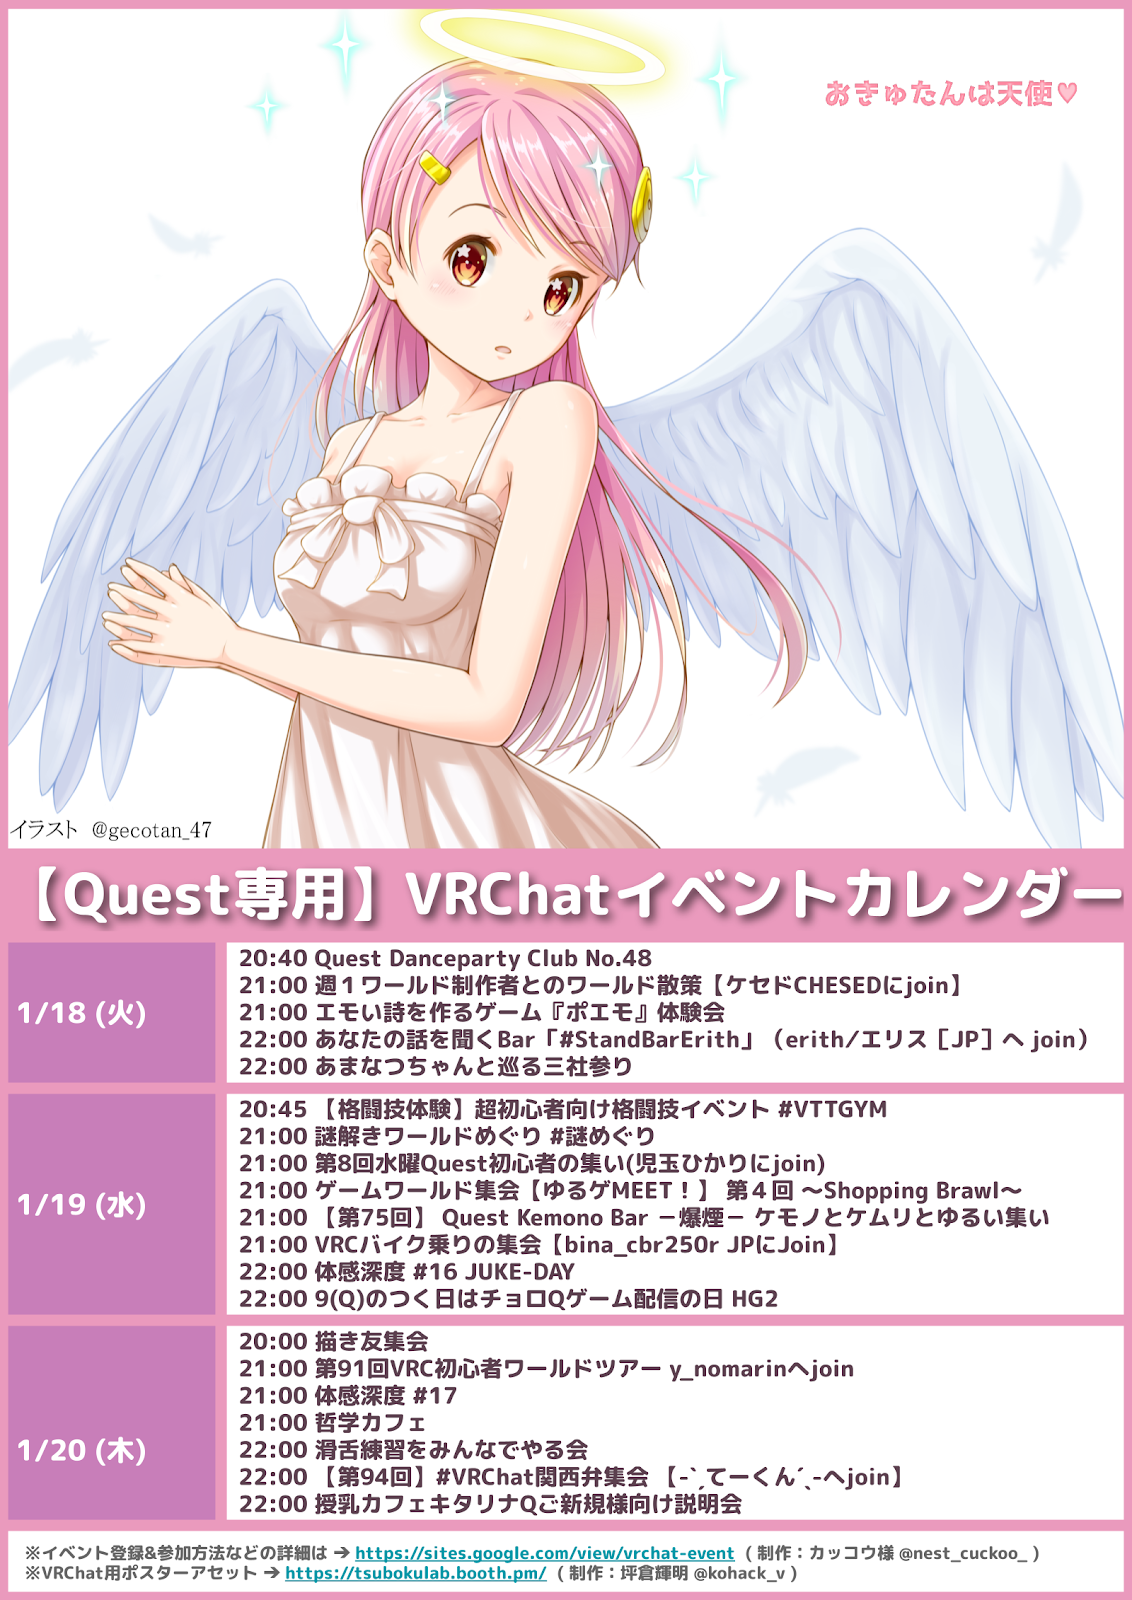 おきゅたんは天使♥
イラスト @gecotan_47
【Quest専用】VRChatイベントカレンダー
1/18 (火)
20:40 Quest Danceparty Club No.48
21:00 週１ワールド制作者とのワールド散策【ケセドCHESEDにjoin】
21:00 エモい詩を作るゲーム『ポエモ』体験会
22:00 あなたの話を聞くBar「#StandBarErith」（erith/エリス［JP］へ join）
22:00 あまなつちゃんと巡る三社参り
1/19 (水)
20:45 【格闘技体験】超初心者向け格闘技イベント #VTTGYM
21:00 謎解きワールドめぐり #謎めぐり
21:00 第8回水曜Quest初心者の集い(児玉ひかりにjoin)
21:00 ゲームワールド集会【ゆるゲMEET！】 第４回 ～Shopping Brawl～
21:00 【第75回】 Quest Kemono Bar －爆煙－ ケモノとケムリとゆるい集い
21:00 VRCバイク乗りの集会【bina_cbr250r JPにJoin】
22:00 体感深度 #16 JUKE-DAY
22:00 9(Q)のつく日はチョロQゲーム配信の日 HG2
1/20 (木)
20:00 描き友集会
21:00 第91回VRC初心者ワールドツアー y_nomarinへjoin
21:00 体感深度 #17
21:00 哲学カフェ
22:00 滑舌練習をみんなでやる会
22:00 【第94回】#VRChat関西弁集会 【-ˋˏてーくんˊˎ-へjoin】
22:00 授乳カフェキタリナQご新規様向け説明会
※イベント登録&参加方法などの詳細は ➔ https://sites.google.com/view/vrchat-event ( 制作：カッコウ様 @nest_cuckoo_ )
※VRChat用ポスターアセット ➔ https://tsubokulab.booth.pm/ ( 制作：坪倉輝明 @kohack_v )